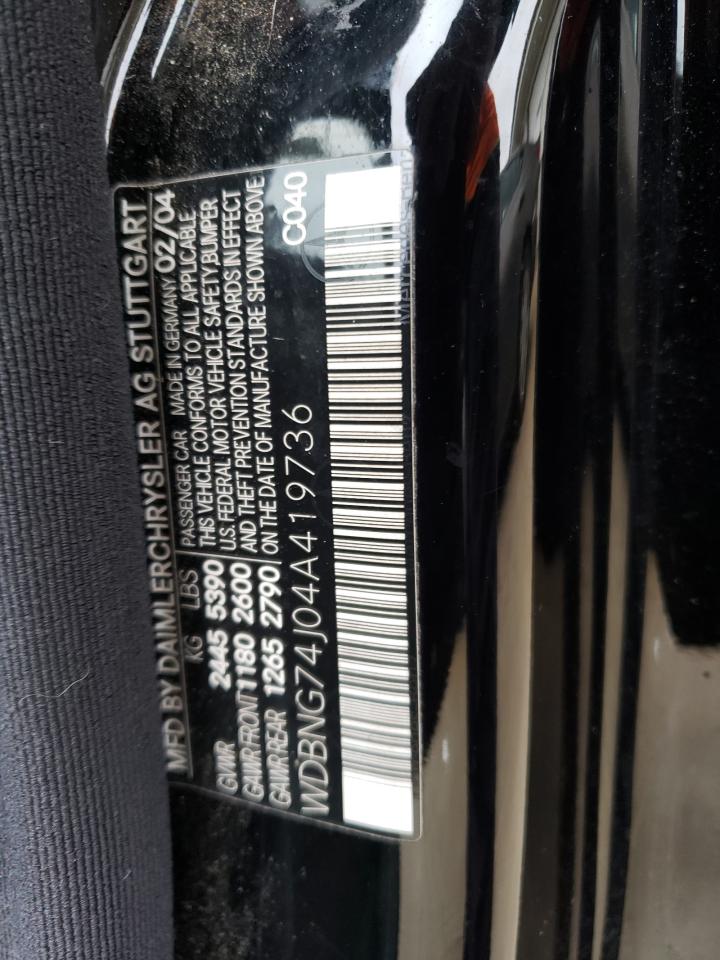 MFD BY DAIMLERCHRYSLER AG STUTTGART
KG LBS PASSENGER CAR MADE IN GERMANY 02/04
GVWR 2445 5390 THIS VEHICLE CONFORMS TO ALL APPLICABLE
U.S. FEDERAL MOTOR VEHICLE SAFETY,BUMPER
GAWR FRONT 1180 2600 AND THEFT PREVENTION STANDARDS IN EFFECT
GAWR REAR 1265 2790 ON THE DATE OF MANUFACTURE SHOWN ABOVE
WDBNG74J04A419736 C040
Mercedes-Benz